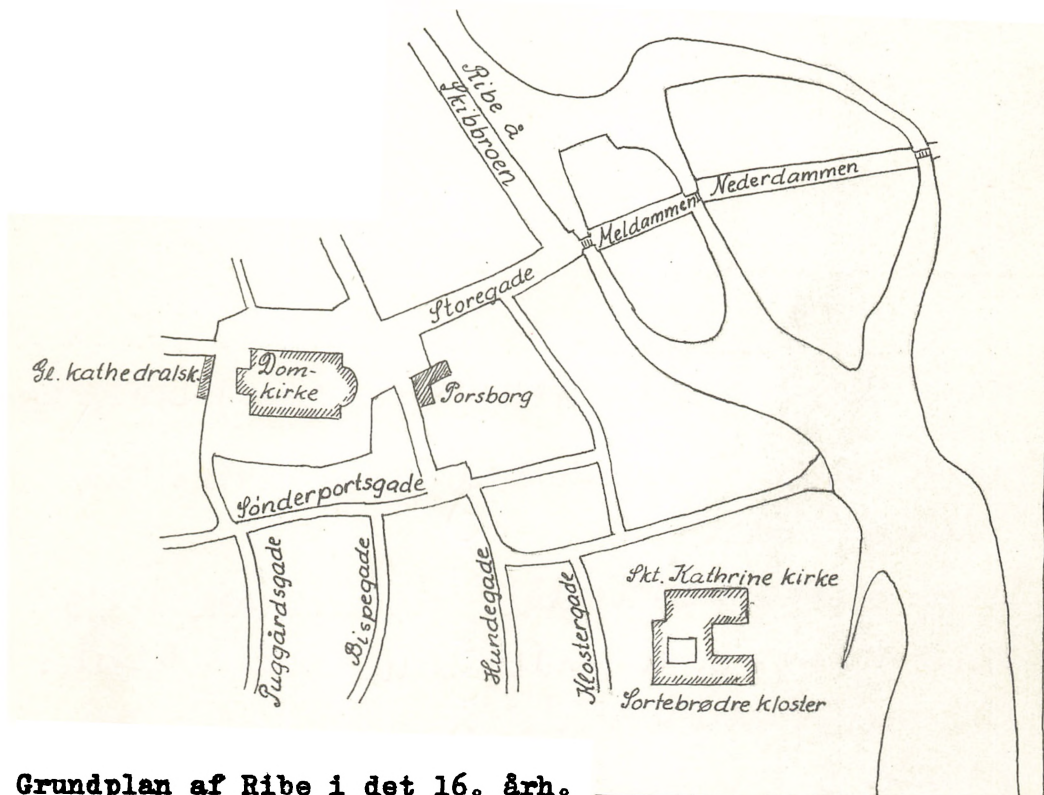 Ribe å
Skibbroen
Nederdammen
Meldammen
Storegade
Gl. kathedralsk.
Dom-
kirke
Porsborg
Sønderportsgade
Puggårdsgade
Bispegade
Hundegade
Klostergade
Skt. Kathrine kirke
Sortebrødre kloster
Grundplan af Ribe i det 16. årh.